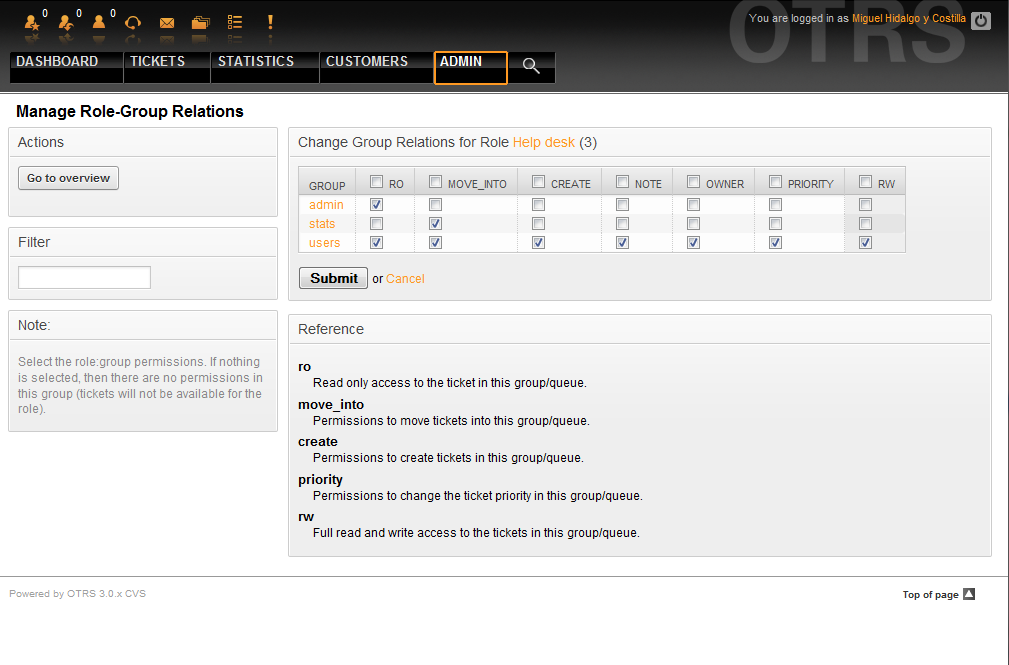 0 0 0
You are logged in as Miguel Hidalgo y Costilla
OTRS
DASHBOARD TICKETS STATISTICS CUSTOMERS ADMIN
Manage Role-Group Relations
Actions
Go to overview
Filter
Note:
Select the role:group permissions. If nothing
is selected, then there are no permissions in
this group (tickets will not be available for the
role).
Change Group Relations for Role Help desk (3)
GROUP RO MOVE_INTO CREATE NOTE OWNER PRIORITY RW
admin
stats
users
Submit or Cancel
Reference
ro
Read only access to the ticket in this group/queue.
move_into
Permissions to move tickets into this group/queue.
create
Permissions to create tickets in this group/queue.
priority
Permissions to change the ticket priority in this group/queue.
rw
Full read and write access to the tickets in this group/queue.
Powered by OTRS 3.0.x CVS
Top of page